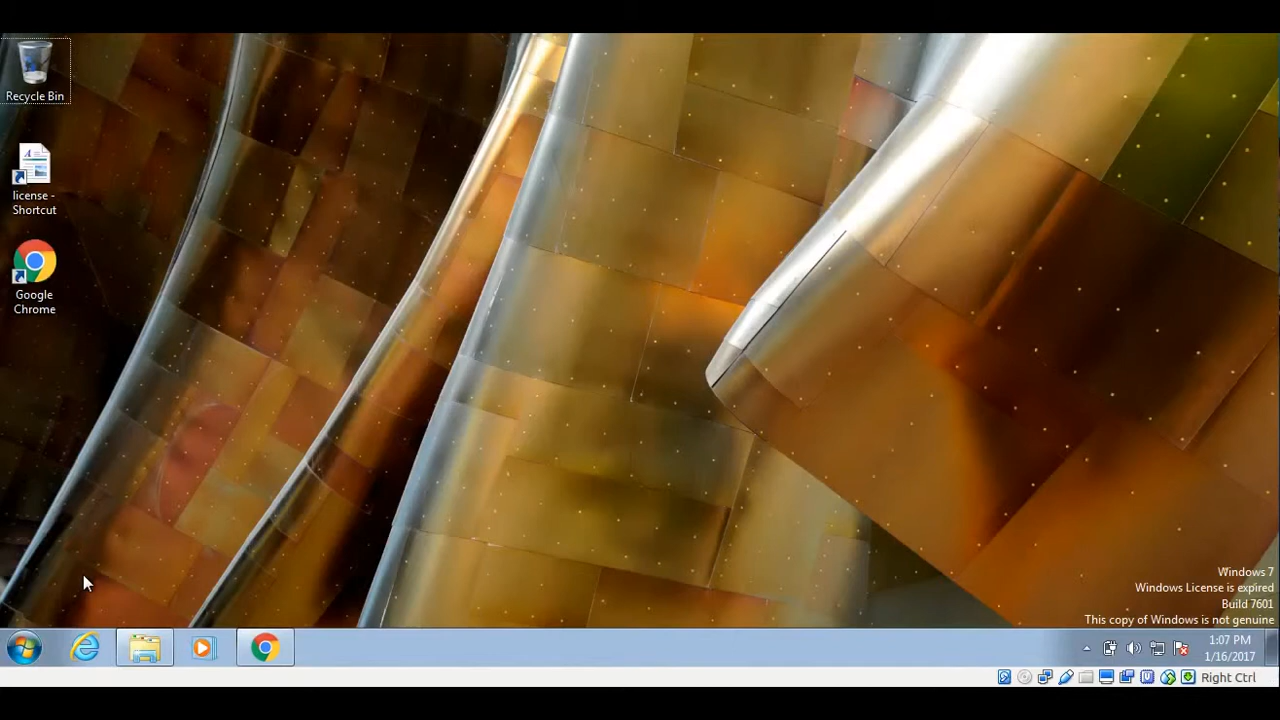 Recycle Bin
license -
Shortcut
Google
Chrome
Windows 7
Windows License is expired
Build 7601
This copy of Windows is not genuine
1:07 PM
1/16/2017
Right Ctrl